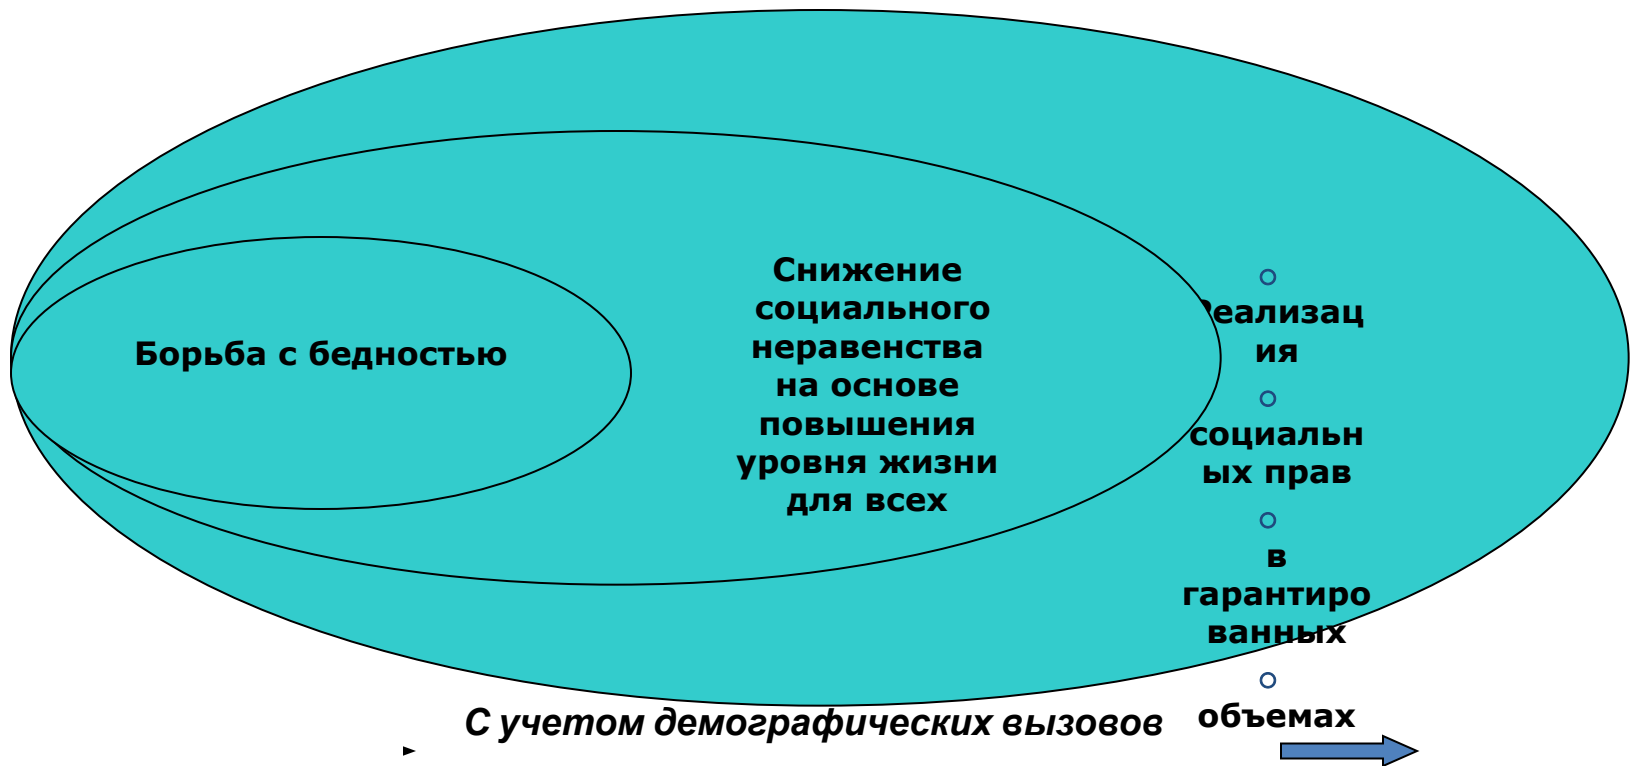 Борьба с бедностью
Снижение
социального
неравенства
на основе
повышения
уровня жизни
для всех
Реализац
ия
социальн
ых прав
в
гарантиро
ванных
объемах
С учетом демографических вызовов